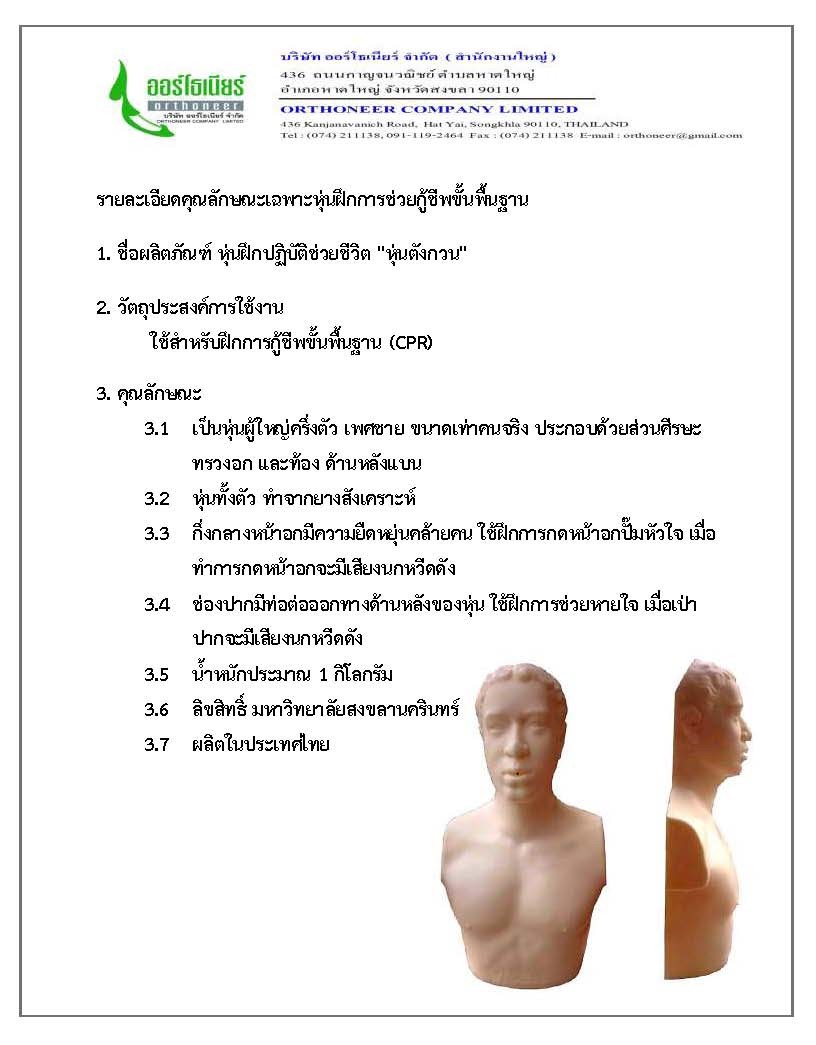 ออร์โธเนียร์
orthoneer
บริษัท ออร์โธเนียร์ จำกัด
ORTHONEER COMPANY LIMITED
บริษัท ออร์โธเนียร์ จำกัด ( สำนักงานใหญ่ )
436 ถนนกาญจนวณิชย์ ตำบลหาดใหญ่
อำเภอหาดใหญ่ จังหวัดสงขลา 90110
ORTHONEER COMPANY LIMITED
436 Kanjanavanich Road, Hat Yai, Songkhla 90110, THAILAND
Tel : (074) 211138, 091-119-2464 Fax : (074) 211138 E-mail : orthoneer@gmail.com
รายละเอียดคุณลักษณะเฉพาะหุ่นฝึกการช่วยกู้ชีพขั้นพื้นฐาน
1. ชื่อผลิตภัณฑ์ หุ่นฝึกปฏิบัติช่วยชีวิต "หุ่นตังกวน"
2. วัตถุประสงค์การใช้งาน
ใช้สำหรับฝึกการกู้ชีพขั้นพื้นฐาน (CPR)
3. คุณลักษณะ
3.1 เป็นหุ่นผู้ใหญ่ครึ่งตัว เพศชาย ขนาดเท่าคนจริง ประกอบด้วยส่วนศีรษะ
ทรวงอก และท้อง ด้านหลังแบน
3.2 หุ่นทั้งตัว ทำจากยางสังเคราะห์
3.3 กึ่งกลางหน้าอกมีความยืดหยุ่นคล้ายคน ใช้ฝึกการกดหน้าอกปั๊มหัวใจ เมื่อ
ทำการกดหน้าอกจะมีเสียงนกหวีดดัง
3.4 ช่องปากมีท่อต่อออกทางด้านหลังของหุ่น ใช้ฝึกการช่วยหายใจ เมื่อเป่า
ปากจะมีเสียงนกหวีดดัง
3.5 น้ำหนักประมาณ 1 กิโลกรัม
3.6 ลิขสิทธิ์ มหาวิทยาลัยสงขลานครินทร์
3.7 ผลิตในประเทศไทย